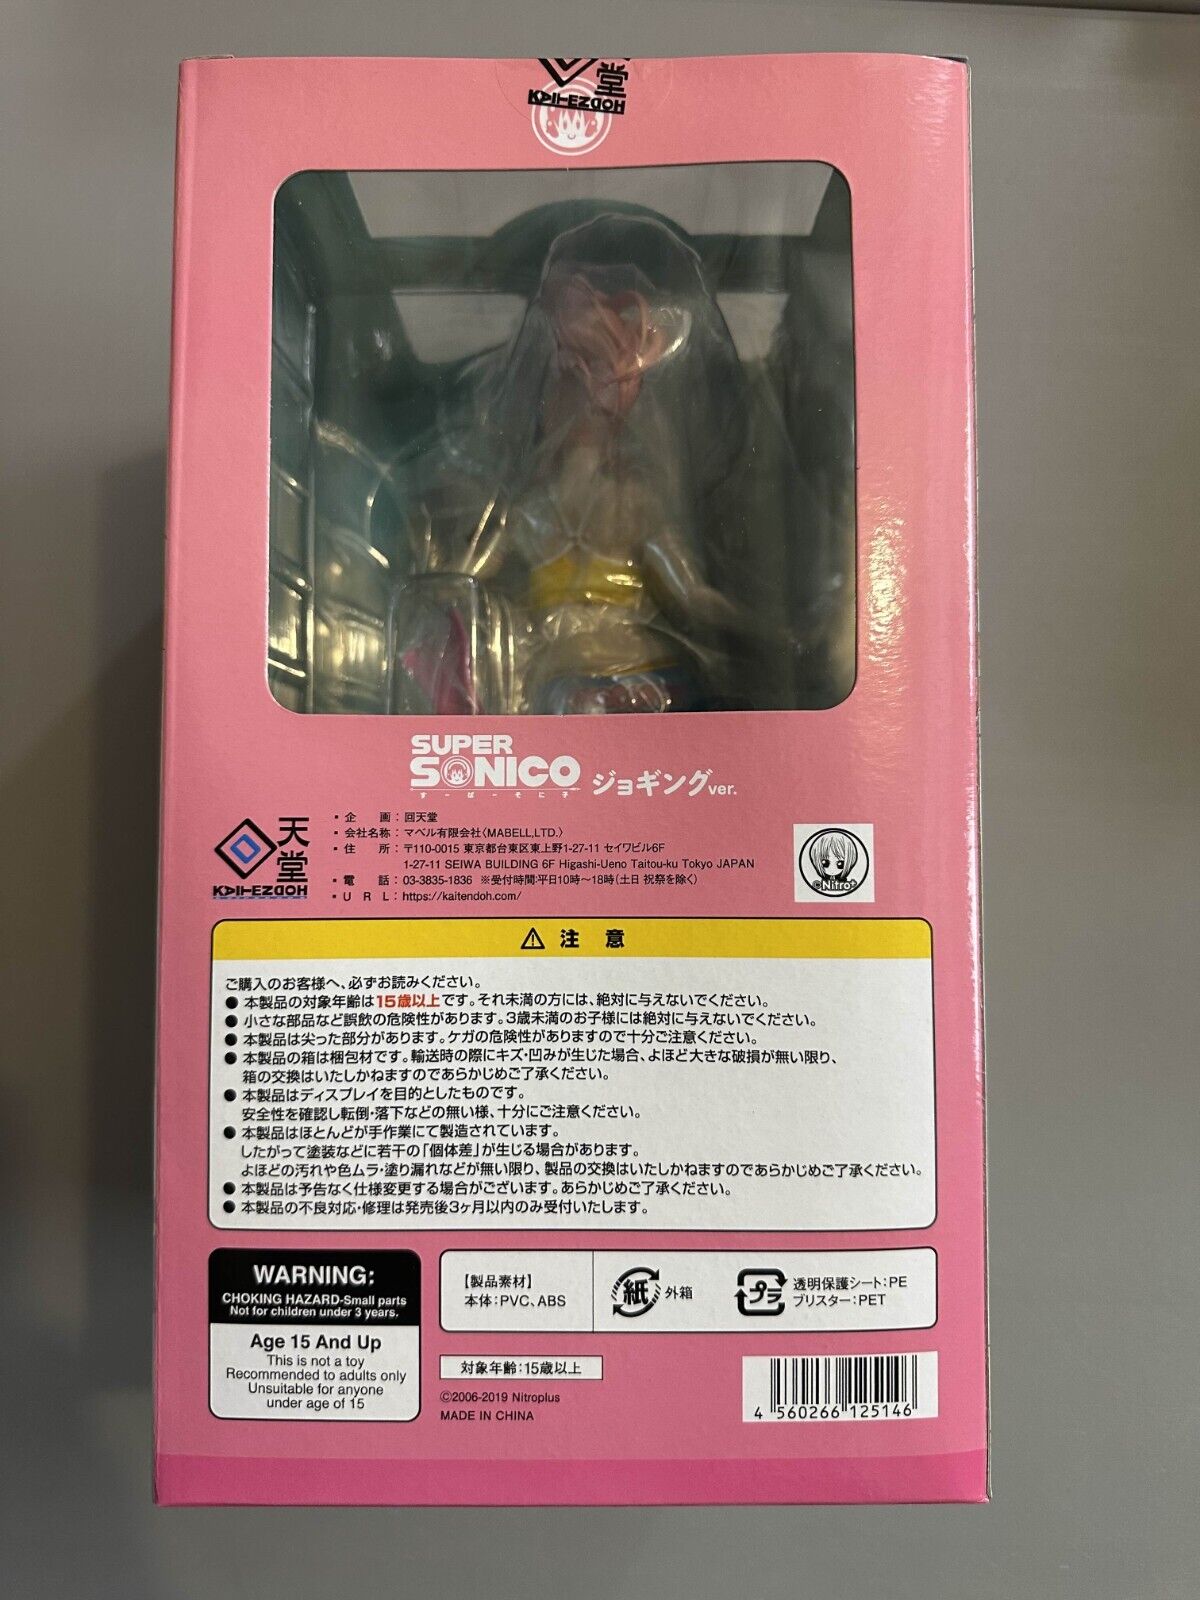 堂
KAITENDOH
SUPER
SONICO ジョギングver.
すーぱーそに子
天
堂
KAITENDOH
・企　画：回天堂
・会社名称：マベル有限会社〈MABELL,LTD.〉
・住　所：〒110-0015 東京都台東区東上野1-27-11 セイワビル6F
1-27-11 SEIWA BUILDING 6F Higashi-Ueno Taitou-ku Tokyo JAPAN
・電　話：03-3835-1836 ※受付時間:平日10時～18時(土日 祝祭を除く)
・U R L：https://kaitendoh.com/
©Nitro+
⚠ 注 意
ご購入のお客様へ、必ずお読みください。
● 本製品の対象年齢は15歳以上です。それ未満の方には、絶対に与えないでください。
● 小さな部品など誤飲の危険性があります。3歳未満のお子様には絶対に与えないでください。
● 本製品は尖った部分があります。ケガの危険性がありますので十分ご注意ください。
● 本製品の箱は梱包材です。輸送時の際にキズ・凹みが生じた場合、よほど大きな破損が無い限り、
箱の交換はいたしかねますのであらかじめご了承ください。
● 本製品はディスプレイを目的としたものです。
安全性を確認し転倒・落下などの無い様、十分にご注意ください。
● 本製品はほとんどが手作業にて製造されています。
したがって塗装などに若干の「個体差」が生じる場合があります。
よほどの汚れや色ムラ・塗り漏れなどが無い限り、製品の交換はいたしかねますのであらかじめご了承ください。
● 本製品は予告なく仕様変更する場合がございます。あらかじめご了承ください。
● 本製品の不良対応・修理は発売後3ヶ月以内のみ受付いたします。
WARNING:
CHOKING HAZARD-Small parts
Not for children under 3 years.
Age 15 And Up
This is not a toy
Recommended to adults only
Unsuitable for anyone
under age of 15
【製品素材】
本体：PVC、ABS
紙 外箱
プラ 透明保護シート：PE
ブリスター：PET
対象年齢：15歳以上
©2006-2019 Nitroplus
MADE IN CHINA
4 560266 125146